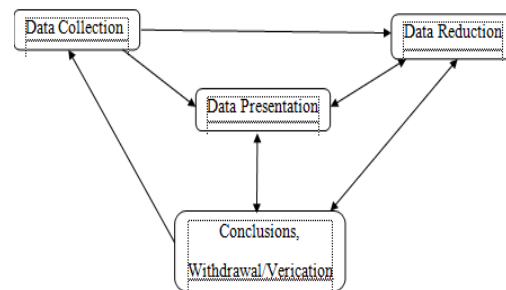 Data Collection
Data Reduction
Data Presentation
Conclusions,
Withdrawal/Verication